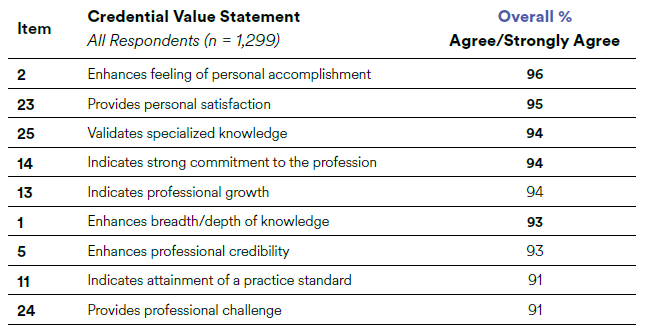 Item Credential Value Statement Overall %
All Respondents (n = 1,299) Agree/Strongly Agree
2 Enhances feeling of personal accomplishment 96
23 Provides personal satisfaction 95
25 Validates specialized knowledge 94
14 Indicates strong commitment to the profession 94
13 Indicates professional growth 94
1 Enhances breadth/depth of knowledge 93
5 Enhances professional credibility 93
11 Indicates attainment of a practice standard 91
24 Provides professional challenge 91